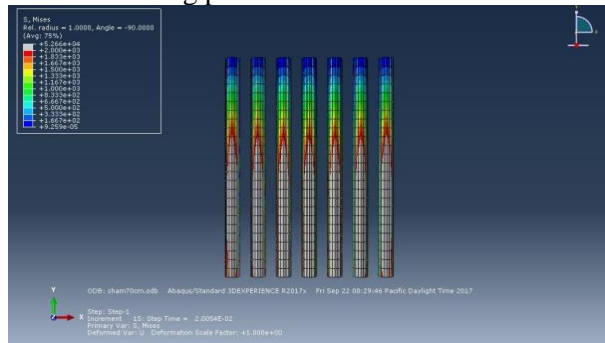 S, Mises
Rel. radius = 1.0000, Angle = -90.0000
(Avg: 75%)
+5.266e+04
+2.000e+03
+1.833e+03
+1.667e+03
+1.500e+03
+1.333e+03
+1.167e+03
+1.000e+03
+8.333e+02
+6.667e+02
+5.000e+02
+3.333e+02
+1.667e+02
+9.259e-05
Y
X
ODB: sham70cm.odb Abaqus/Standard 3DEXPERIENCE R2017x Fri Sep 22 00:29:46 Pacific Daylight Time 2017
Step: Step-1
Increment 15: Step Time = 2.0054E-02
Primary Var: S, Mises
Deformed Var: U Deformation Scale Factor: +1.000e+00